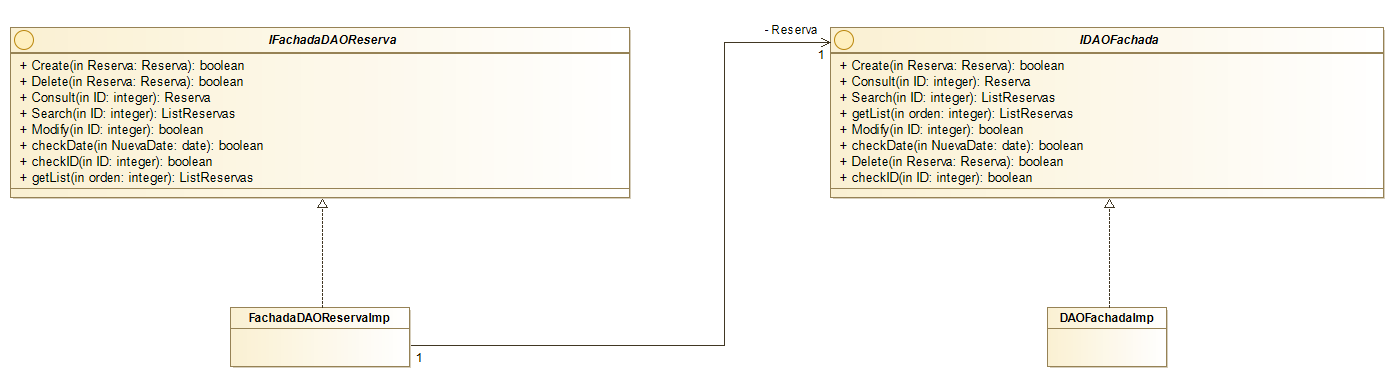 IFachadaDAOReserva
+ Create(in Reserva: Reserva): boolean
+ Delete(in Reserva: Reserva): boolean
+ Consult(in ID: integer): Reserva
+ Search(in ID: integer): ListReservas
+ Modify(in ID: integer): boolean
+ checkDate(in NuevaDate: date): boolean
+ checkID(in ID: integer): boolean
+ getList(in orden: integer): ListReservas
- Reserva
1
IDAOFachada
+ Create(in Reserva: Reserva): boolean
+ Consult(in ID: integer): Reserva
+ Search(in ID: integer): ListReservas
+ getList(in orden: integer): ListReservas
+ Modify(in ID: integer): boolean
+ checkDate(in NuevaDate: date): boolean
+ Delete(in Reserva: Reserva): boolean
+ checkID(in ID: integer): boolean
FachadaDAOReservaImp
1
DAOFachadaImp